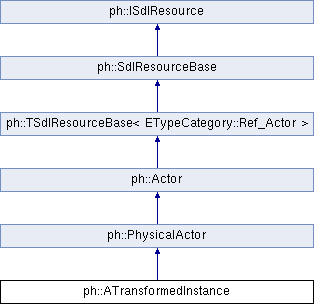 ph::ISdlResource
ph::SdlResourceBase
ph::TSdlResourceBase< ETypeCategory::Ref_Actor >
ph::Actor
ph::PhysicalActor
ph::ATransformedInstance